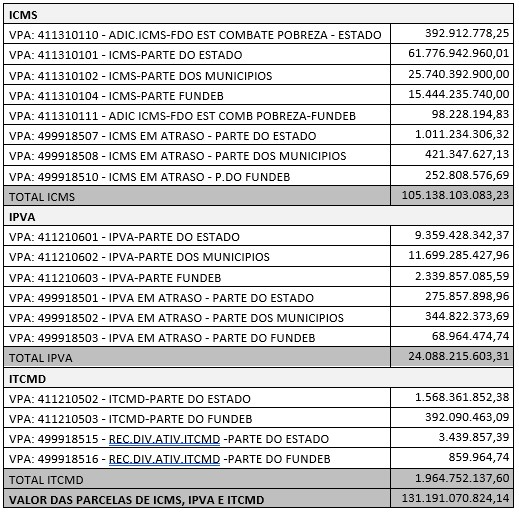 ICMS
VPA: 411310110 - ADIC.ICMS-FDO EST COMBATE POBREZA - ESTADO 392.912.778,25
VPA: 411310101 - ICMS-PARTE DO ESTADO 61.776.942.960,01
VPA: 411310102 - ICMS-PARTE DOS MUNICIPIOS 25.740.392.900,00
VPA: 411310104 - ICMS-PARTE FUNDEB 15.444.235.740,00
VPA: 411310111 - ADIC ICMS-FDO EST COMB POBREZA-FUNDEB 98.228.194,83
VPA: 499918507 - ICMS EM ATRASO - PARTE DO ESTADO 1.011.234.306,32
VPA: 499918508 - ICMS EM ATRASO - PARTE DOS MUNICIPIOS 421.347.627,13
VPA: 499918510 - ICMS EM ATRASO - P.DO FUNDEB 252.808.576,69
TOTAL ICMS 105.138.103.083,23
IPVA
VPA: 411210601 - IPVA-PARTE DO ESTADO 9.359.428.342,37
VPA: 411210602 - IPVA-PARTE DOS MUNICIPIOS 11.699.285.427,96
VPA: 411210603 - IPVA-PARTE FUNDEB 2.339.857.085,59
VPA: 499918501 - IPVA EM ATRASO - PARTE DO ESTADO 275.857.898,96
VPA: 499918502 - IPVA EM ATRASO - PARTE DOS MUNICIPIOS 344.822.373,69
VPA: 499918503 - IPVA EM ATRASO - PARTE DO FUNDEB 68.964.474,74
TOTAL IPVA 24.088.215.603,31
ITCMD
VPA: 411210502 - ITCMD-PARTE DO ESTADO 1.568.361.852,38
VPA: 411210503 - ITCMD-PARTE DO FUNDEB 392.090.463,09
VPA: 499918515 - REC.DIV.ATIV.ITCMD -PARTE DO ESTADO 3.439.857,39
VPA: 499918516 - REC.DIV.ATIV.ITCMD -PARTE DO FUNDEB 859.964,74
TOTAL ITCMD 1.964.752.137,60
VALOR DAS PARCELAS DE ICMS, IPVA E ITCMD 131.191.070.824,14